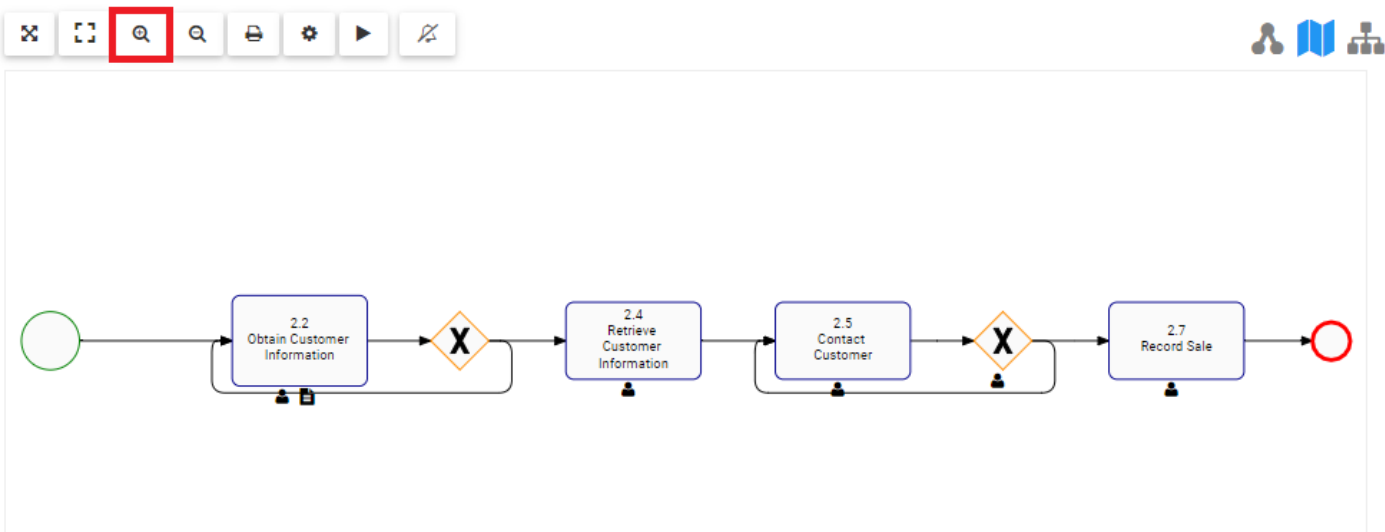 2.2
Obtain Customer
Information
X
2.4
Retrieve
Customer
Information
2.5
Contact
Customer
X
2.7
Record Sale